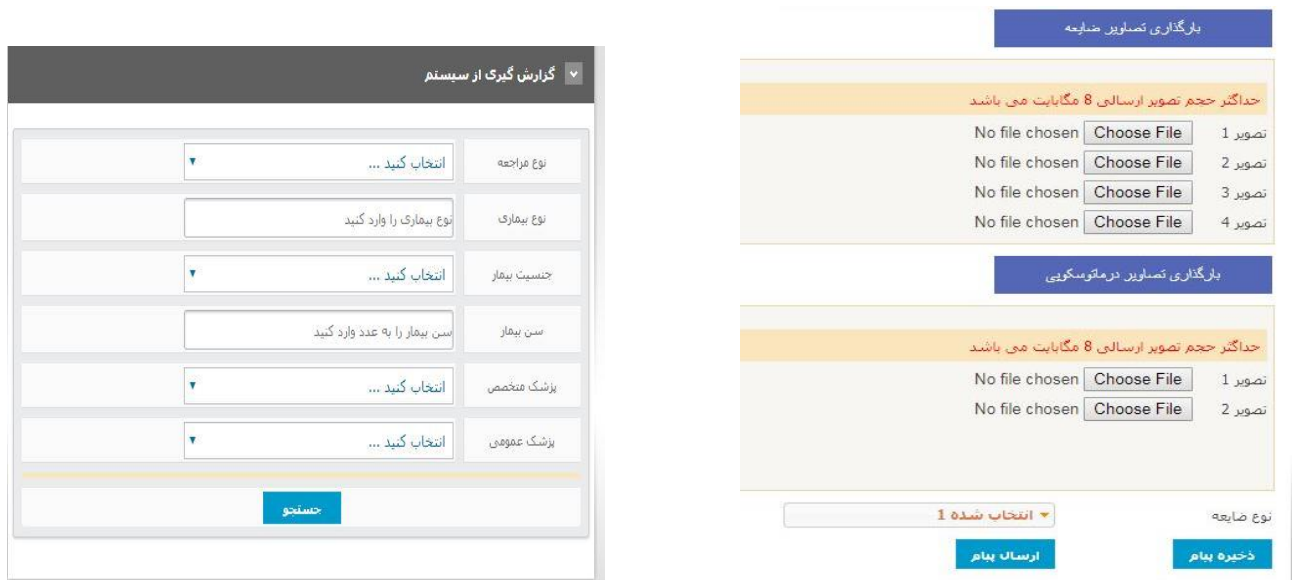 گزارش گیری از سیستم
نوع مراجعه
انتخاب کنید ...
نوع بیماری
نوع بیماری را وارد کنید
جنسیت بیمار
انتخاب کنید ...
سن بیمار
سن بیمار را به عدد وارد کنید
پزشک متخصص
انتخاب کنید ...
پزشک عمومی
انتخاب کنید ...
جستجو
بارگذاری تصاویر ضایعه
حداکثر حجم تصویر ارسالی 8 مگابایت می باشد
تصویر 1 Choose File No file chosen
تصویر 2 Choose File No file chosen
تصویر 3 Choose File No file chosen
تصویر 4 Choose File No file chosen
بارگذاری تصاویر درماتوسکوپی
حداکثر حجم تصویر ارسالی 8 مگابایت می باشد
تصویر 1 Choose File No file chosen
تصویر 2 Choose File No file chosen
نوع ضایعه
انتخاب شده 1
ذخیره پیام
ارسال پیام